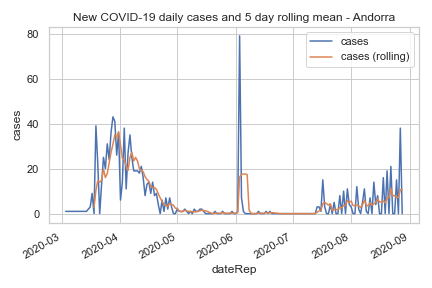 New COVID-19 daily cases and 5 day rolling mean - Andorra
cases
cases (rolling)
80
60
40
20
0
cases
2020-03
2020-04
2020-05
2020-06
2020-07
2020-08
2020-09
dateRep